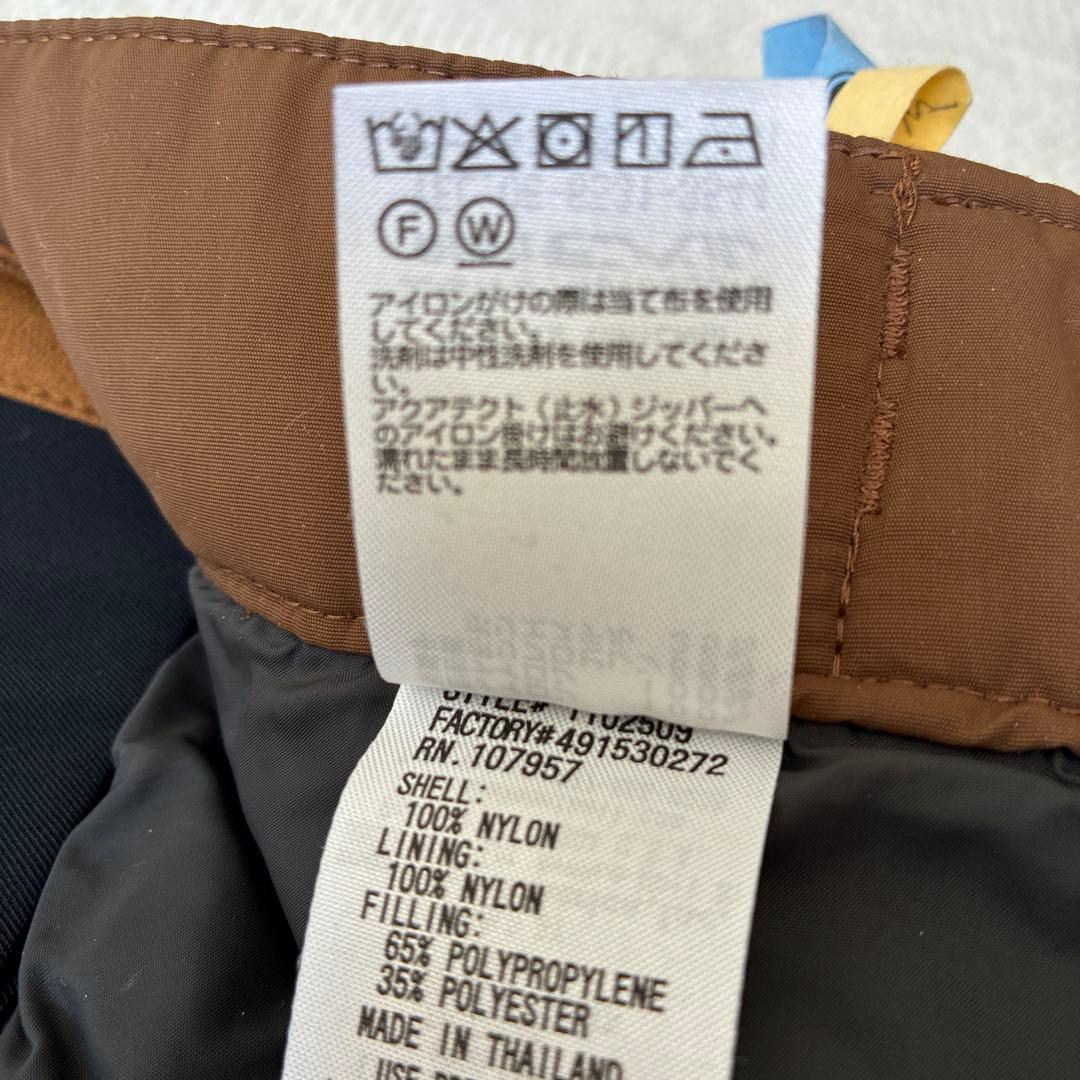 F W
アイロンがけの際は当て布を使用
してください。
洗剤は中性洗剤を使用してくださ
い。
アクアテクト（止水）ジッパーへ
のアイロン掛けはお避けください。
濡れたまま長時間放置しないでく
ださい。
STYLE# 1102509
FACTORY#491530272
RN. 107957
SHELL:
100% NYLON
LINING:
100% NYLON
FILLING:
65% POLYPROPYLENE
35% POLYESTER
MADE IN THAILAND
USE